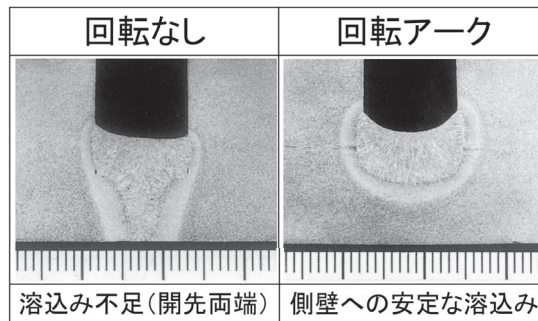 回転なし
回転アーク
溶込み不足（開先両端）
側壁への安定な溶込み